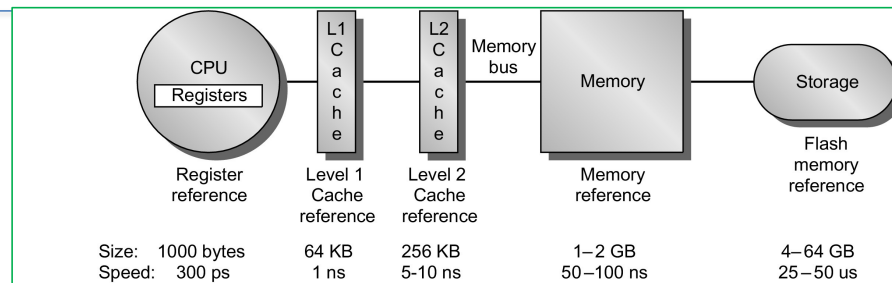 CPU
Registers
L1
C
a
c
h
e
L2
C
a
c
h
e
Memory
bus
Memory
Storage
Register
reference
Level 1
Cache
reference
Level 2
Cache
reference
Memory
reference
Flash
memory
reference
Size: 1000 bytes 64 KB 256 KB 1–2 GB 4–64 GB
Speed: 300 ps 1 ns 5-10 ns 50–100 ns 25–50 us